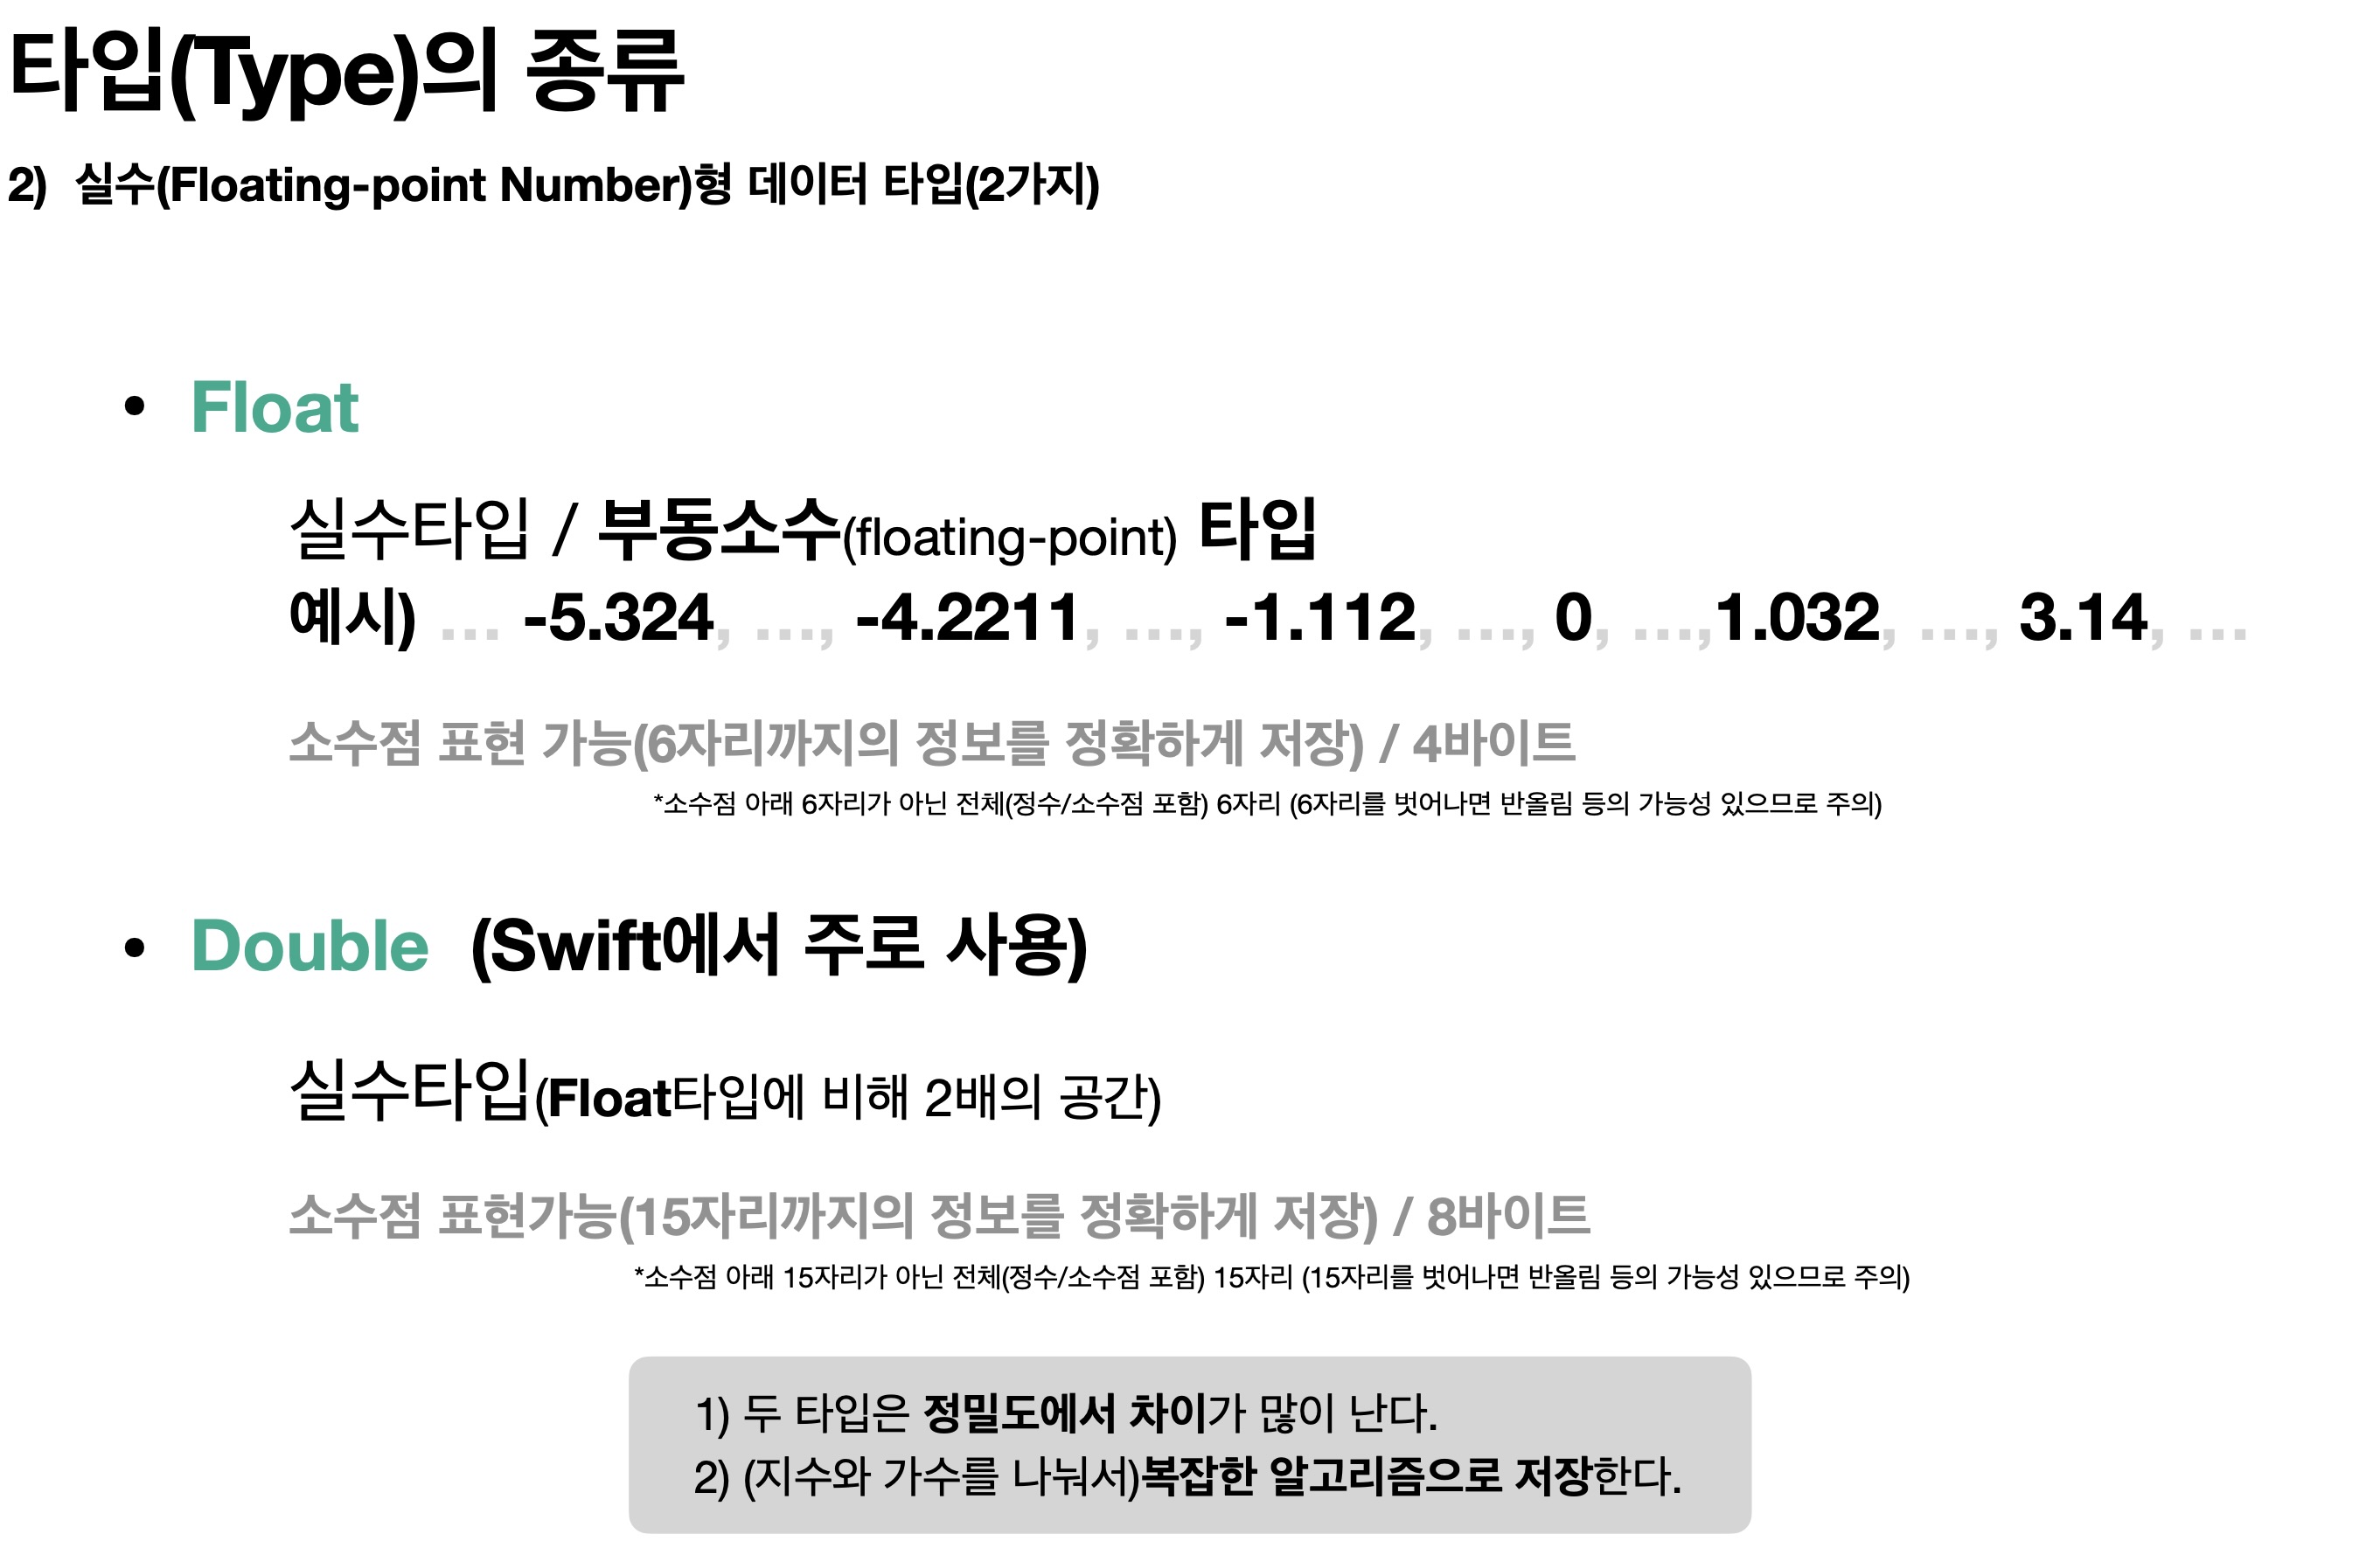 타입(Type)의 종류
2) 실수(Floating-point Number)형 데이터 타입(2가지)
• Float
실수타입 / 부동소수(floating-point) 타입
예시) ... -5.324, ..., -4.2211, ..., -1.112, ..., 0, ...,1.032, ..., 3.14, ...
소수점 표현 가능(6자리까지의 정보를 정확하게 저장) / 4바이트
*소수점 아래 6자리가 아닌 전체(정수/소수점 포함) 6자리 (6자리를 벗어나면 반올림 등의 가능성 있으므로 주의)
• Double (Swift에서 주로 사용)
실수타입(Float타입에 비해 2배의 공간)
소수점 표현가능(15자리까지의 정보를 정확하게 저장) / 8바이트
*소수점 아래 15자리가 아닌 전체(정수/소수점 포함) 15자리 (15자리를 벗어나면 반올림 등의 가능성 있으므로 주의)
1) 두 타입은 정밀도에서 차이가 많이 난다.
2) (지수와 가수를 나눠서)복잡한 알고리즘으로 저장한다.